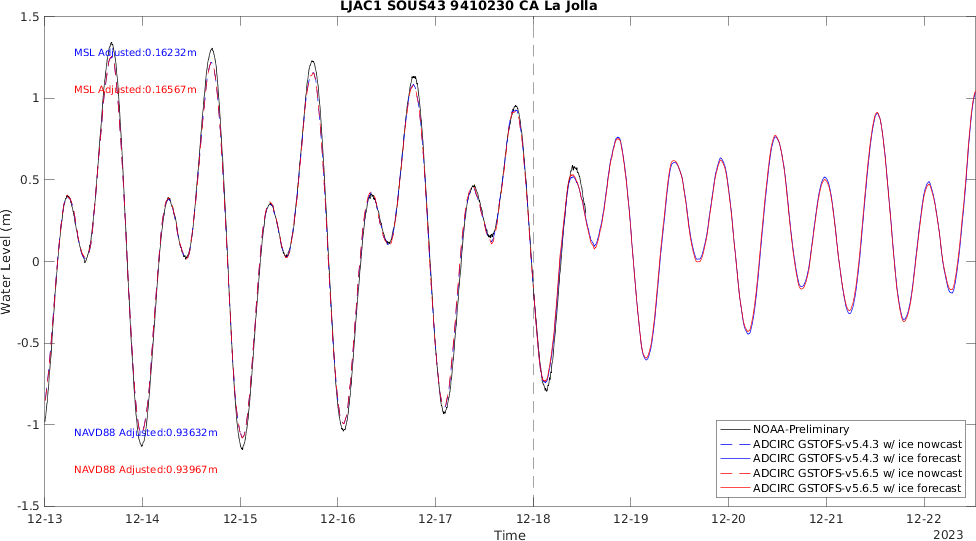 LJAC1 SOUS43 9410230 CA La Jolla
1.5
1
0.5
0
-0.5
-1
-1.5
Water Level (m)
MSL Adjusted:0.16232m
MSL Adjusted:0.16567m
NAVD88 Adjusted:0.93632m
NAVD88 Adjusted:0.93967m
NOAA-Preliminary
ADCIRC GSTOFS-v5.4.3 w/ ice nowcast
ADCIRC GSTOFS-v5.4.3 w/ ice forecast
ADCIRC GSTOFS-v5.6.5 w/ ice nowcast
ADCIRC GSTOFS-v5.6.5 w/ ice forecast
12-13 12-14 12-15 12-16 12-17 12-18 12-19 12-20 12-21 12-22
Time
2023